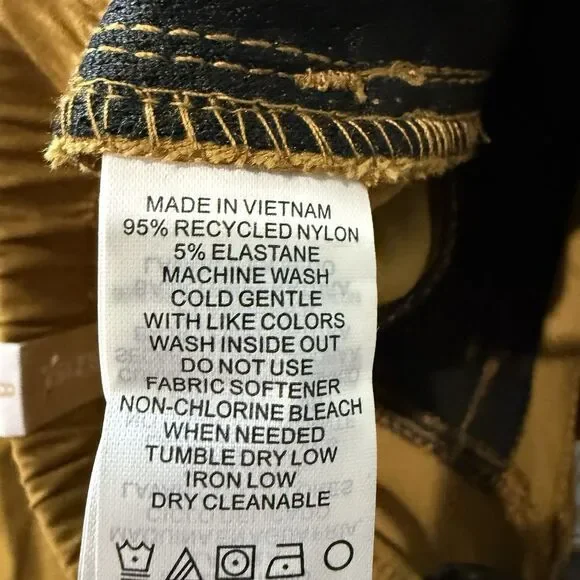 MADE IN VIETNAM
95% RECYCLED NYLON
5% ELASTANE
MACHINE WASH
COLD GENTLE
WITH LIKE COLORS
WASH INSIDE OUT
DO NOT USE
FABRIC SOFTENER
NON-CHLORINE BLEACH
WHEN NEEDED
TUMBLE DRY LOW
IRON LOW
DRY CLEANABLE